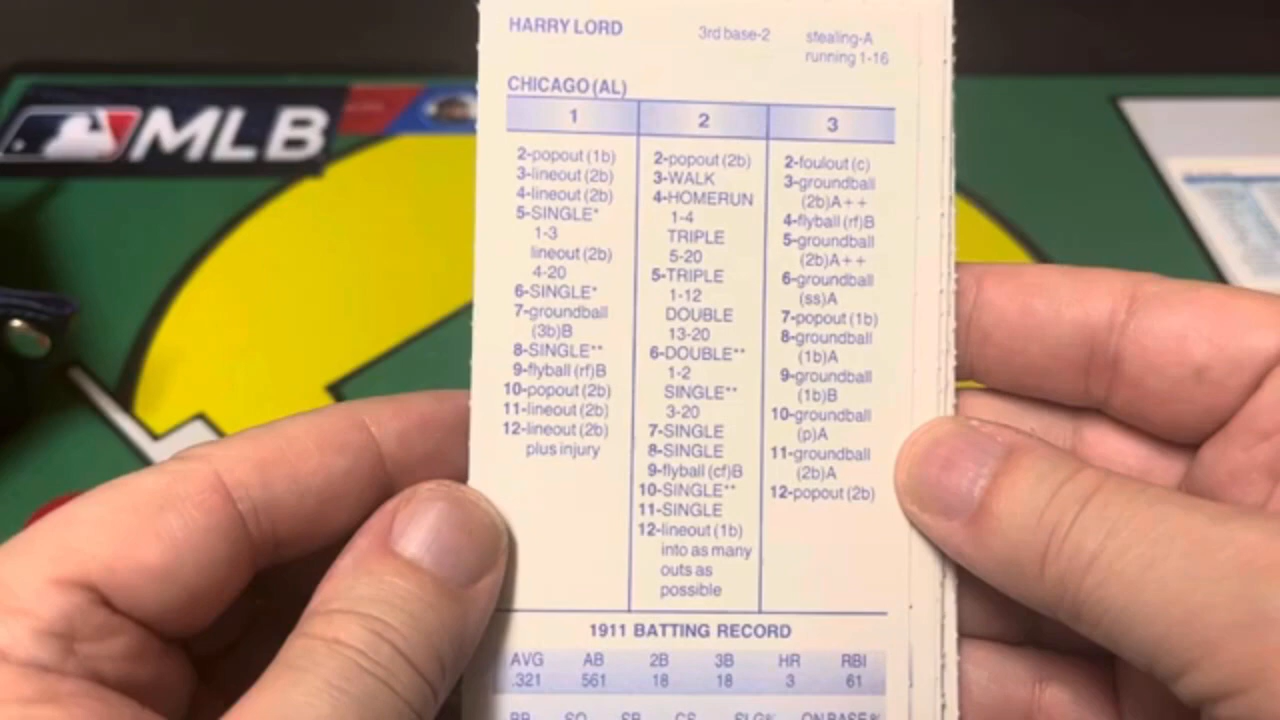 MLB
HARRY LORD
3rd base-2
stealing-A
running 1-16
CHICAGO (AL)
1
2-popout (1b)
3-lineout (2b)
4-lineout (2b)
5-SINGLE*
1-3
lineout (2b)
4-20
6-SINGLE*
7-groundball
(3b)B
8-SINGLE**
9-flyball (rf)B
10-popout (2b)
11-lineout (2b)
12-lineout (2b)
plus injury
2
2-popout (2b)
3-WALK
4-HOMERUN
1-4
TRIPLE
5-20
5-TRIPLE
1-12
DOUBLE
13-20
6-DOUBLE**
1-2
SINGLE**
3-20
7-SINGLE
8-SINGLE
9-flyball (cf)B
10-SINGLE**
11-SINGLE
12-lineout (1b)
into as many
outs as
possible
3
2-foulout (c)
3-groundball
(2b)A++
4-flyball (rf)B
5-groundball
(2b)A++
6-groundball
(ss)A
7-popout (1b)
8-groundball
(1b)A
9-groundball
(1b)B
10-groundball
(p)A
11-groundball
(2b)A
12-popout (2b)
1911 BATTING RECORD
AVG AB 2B 3B HR RBI
.321 561 18 18 3 61
BB SO SB CS SLG% ON BASE%